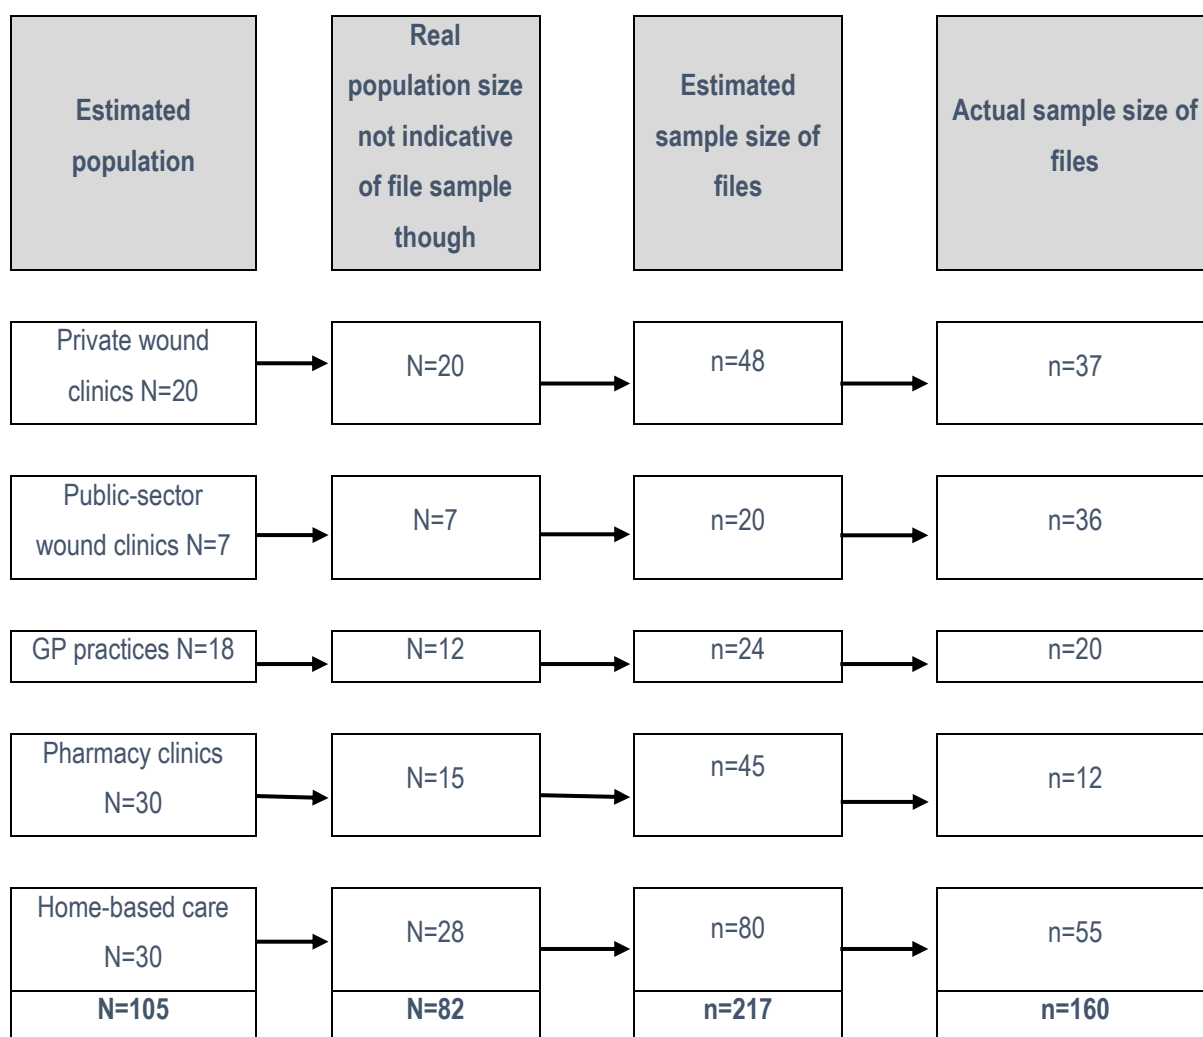 Estimated
population
Real
population size
not indicative
of file sample
though
Estimated
sample size of
files
Actual sample size of
files
Private wound
clinics N=20
N=20
n=48
n=37
Public-sector
wound clinics N=7
N=7
n=20
n=36
GP practices N=18
N=12
n=24
n=20
Pharmacy clinics
N=30
N=15
n=45
n=12
Home-based care
N=30
N=28
n=80
n=55
N=105
N=82
n=217
n=160